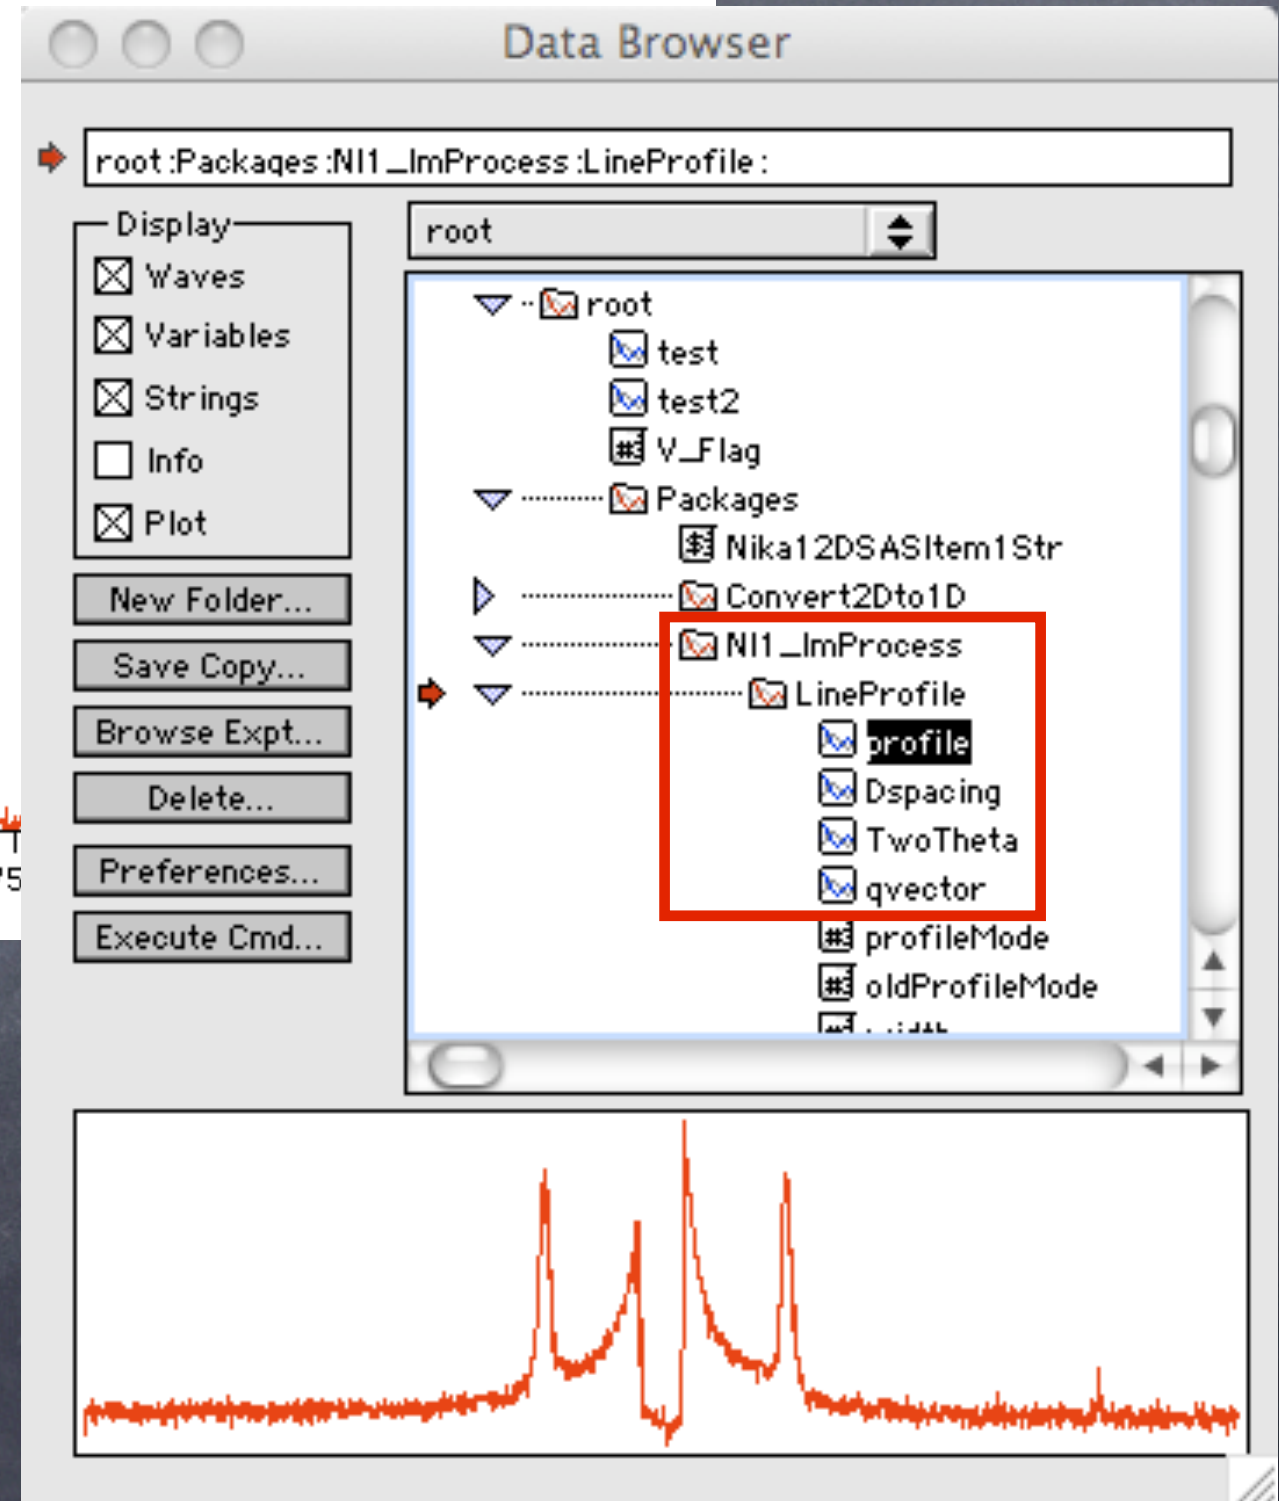 Data Browser
root:Packages:NI1_ImProcess:LineProfile:
Display
Waves
Variables
Strings
Info
Plot
New Folder...
Save Copy...
Browse Expt...
Delete...
Preferences...
Execute Cmd...
root
root
test
test2
V_Flag
Packages
Nika12DSASItem1Str
Convert2Dto1D
NI1_ImProcess
LineProfile
profile
Dspacing
TwoTheta
qvector
profileMode
oldProfileMode